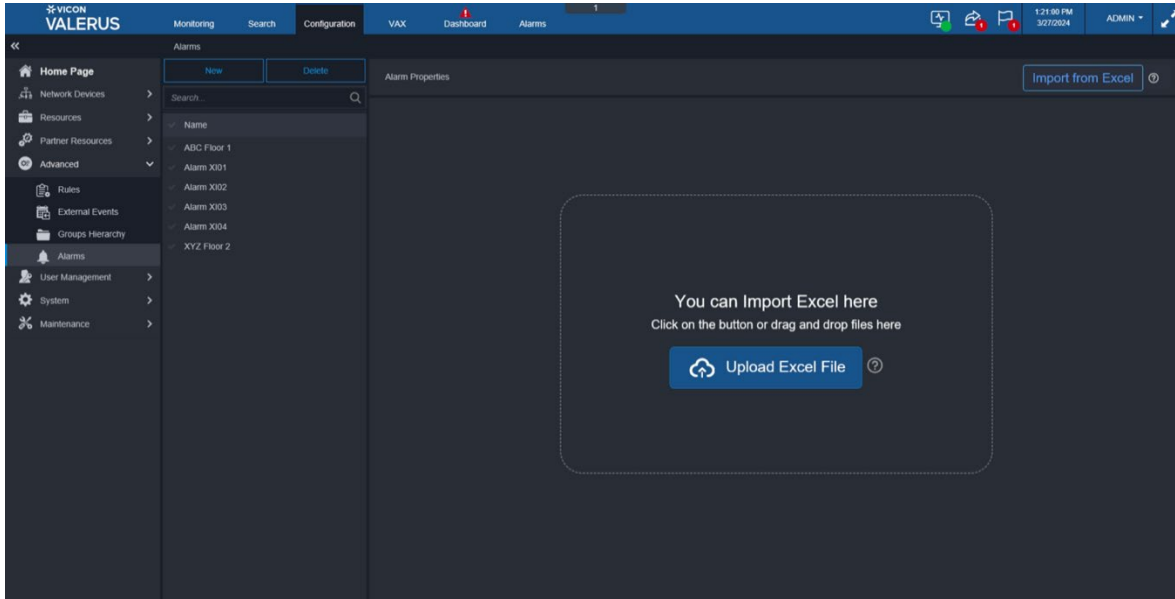 VICON
VALERUS
Monitoring
Search
Configuration
VAX
Dashboard
Alarms
1
1
1
1:21:00 PM
3/27/2024
ADMIN
Alarms
Home Page
Network Devices
Resources
Partner Resources
Advanced
Rules
External Events
Groups Hierarchy
Alarms
User Management
System
Maintenance
New
Delete
Search...
Name
ABC Floor 1
Alarm XI01
Alarm XI02
Alarm XI03
Alarm XI04
XYZ Floor 2
Alarm Properties
Import from Excel
You can Import Excel here
Click on the button or drag and drop files here
Upload Excel File